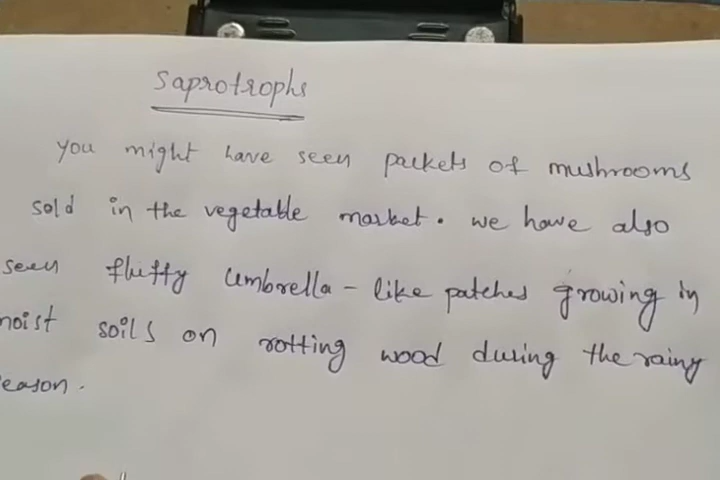 Saprotrophs
You might have seen packets of mushrooms
sold in the vegetable market. we have also
seen fluffy umbrella - like patches growing in
moist soils on rotting wood during the rainy
eason.